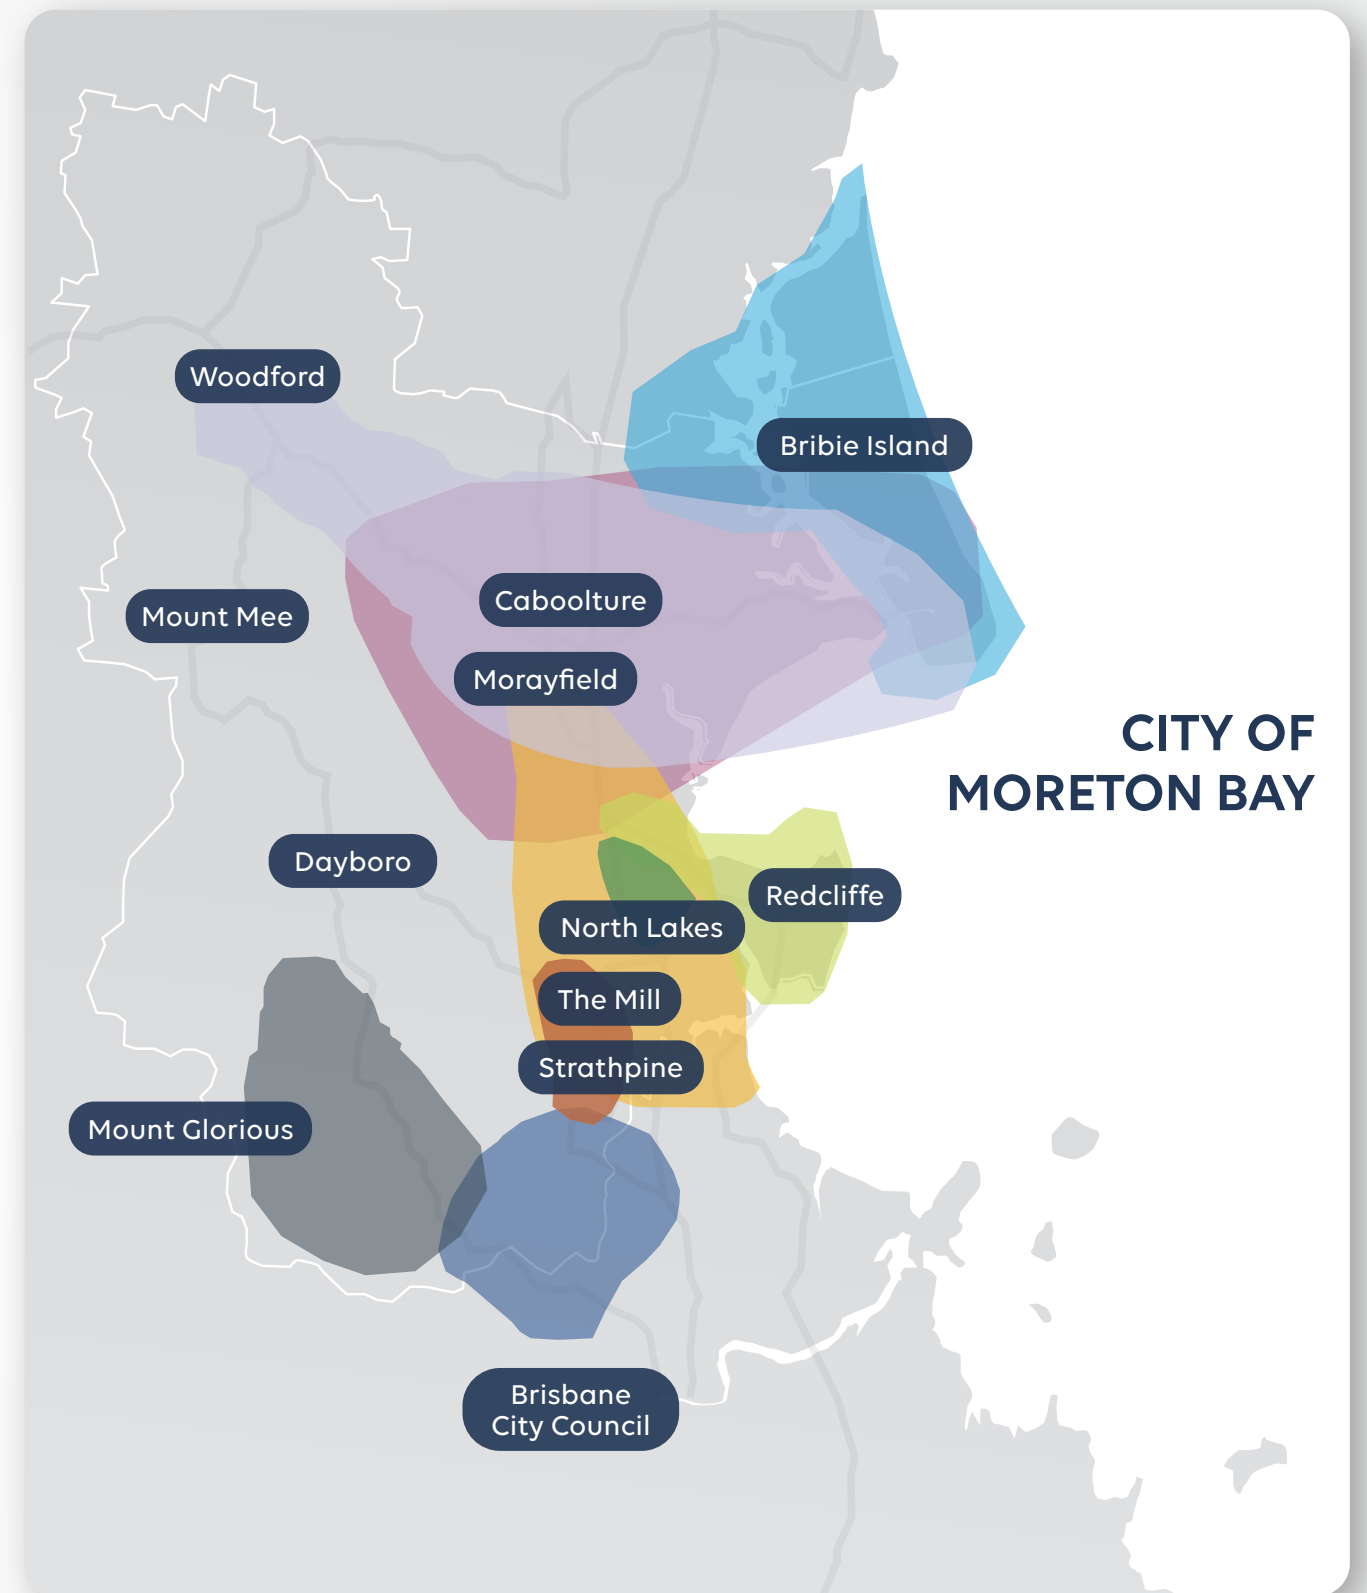 Woodford
Bribie Island
Caboolture
Mount Mee
Morayfield
CITY OF
MORETON BAY
Dayboro
Redcliffe
North Lakes
The Mill
Strathpine
Mount Glorious
Brisbane
City Council